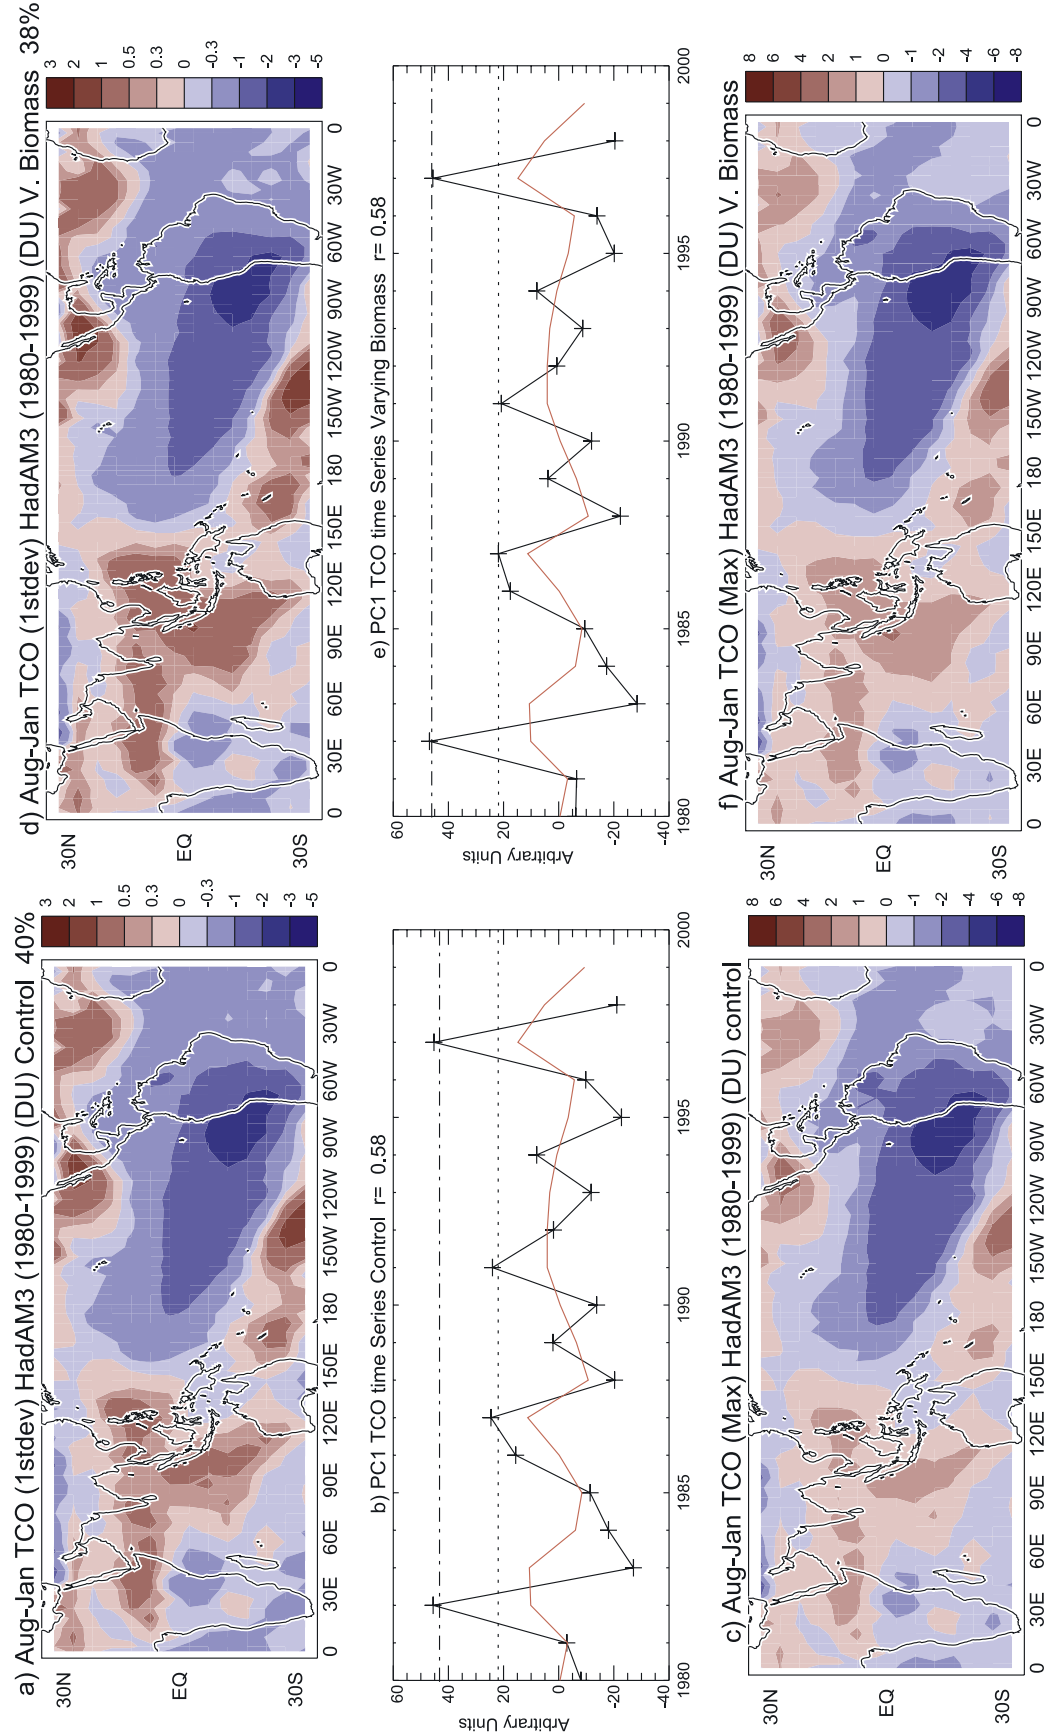 a) Aug-Jan TCO (1stdev) HadAM3 (1980-1999) (DU) Control 40%
30N
EQ
30S
0 30E 60E 90E 120E 150E 180 150W 120W 90W 60W 30W 0
3
2
1
0.5
0.3
0
-0.3
-1
-2
-3
-5
b) PC1 TCO time Series Control r= 0.58
Arbitrary Units
60
40
20
0
-20
-40
1980 1985 1990 1995 2000
c) Aug-Jan TCO (Max) HadAM3 (1980-1999) (DU) control
30N
EQ
30S
0 30E 60E 90E 120E 150E 180 150W 120W 90W 60W 30W 0
8
6
4
2
1
0
-1
-2
-4
-6
-8
d) Aug-Jan TCO (1stdev) HadAM3 (1980-1999) (DU) V. Biomass 38%
30N
EQ
30S
0 30E 60E 90E 120E 150E 180 150W 120W 90W 60W 30W 0
3
2
1
0.5
0.3
0
-0.3
-1
-2
-3
-5
e) PC1 TCO time Series Varying Biomass r= 0.58
Arbitrary Units
60
40
20
0
-20
-40
1980 1985 1990 1995 2000
f) Aug-Jan TCO (Max) HadAM3 (1980-1999) (DU) V. Biomass
30N
EQ
30S
0 30E 60E 90E 120E 150E 180 150W 120W 90W 60W 30W 0
8
6
4
2
1
0
-1
-2
-4
-6
-8